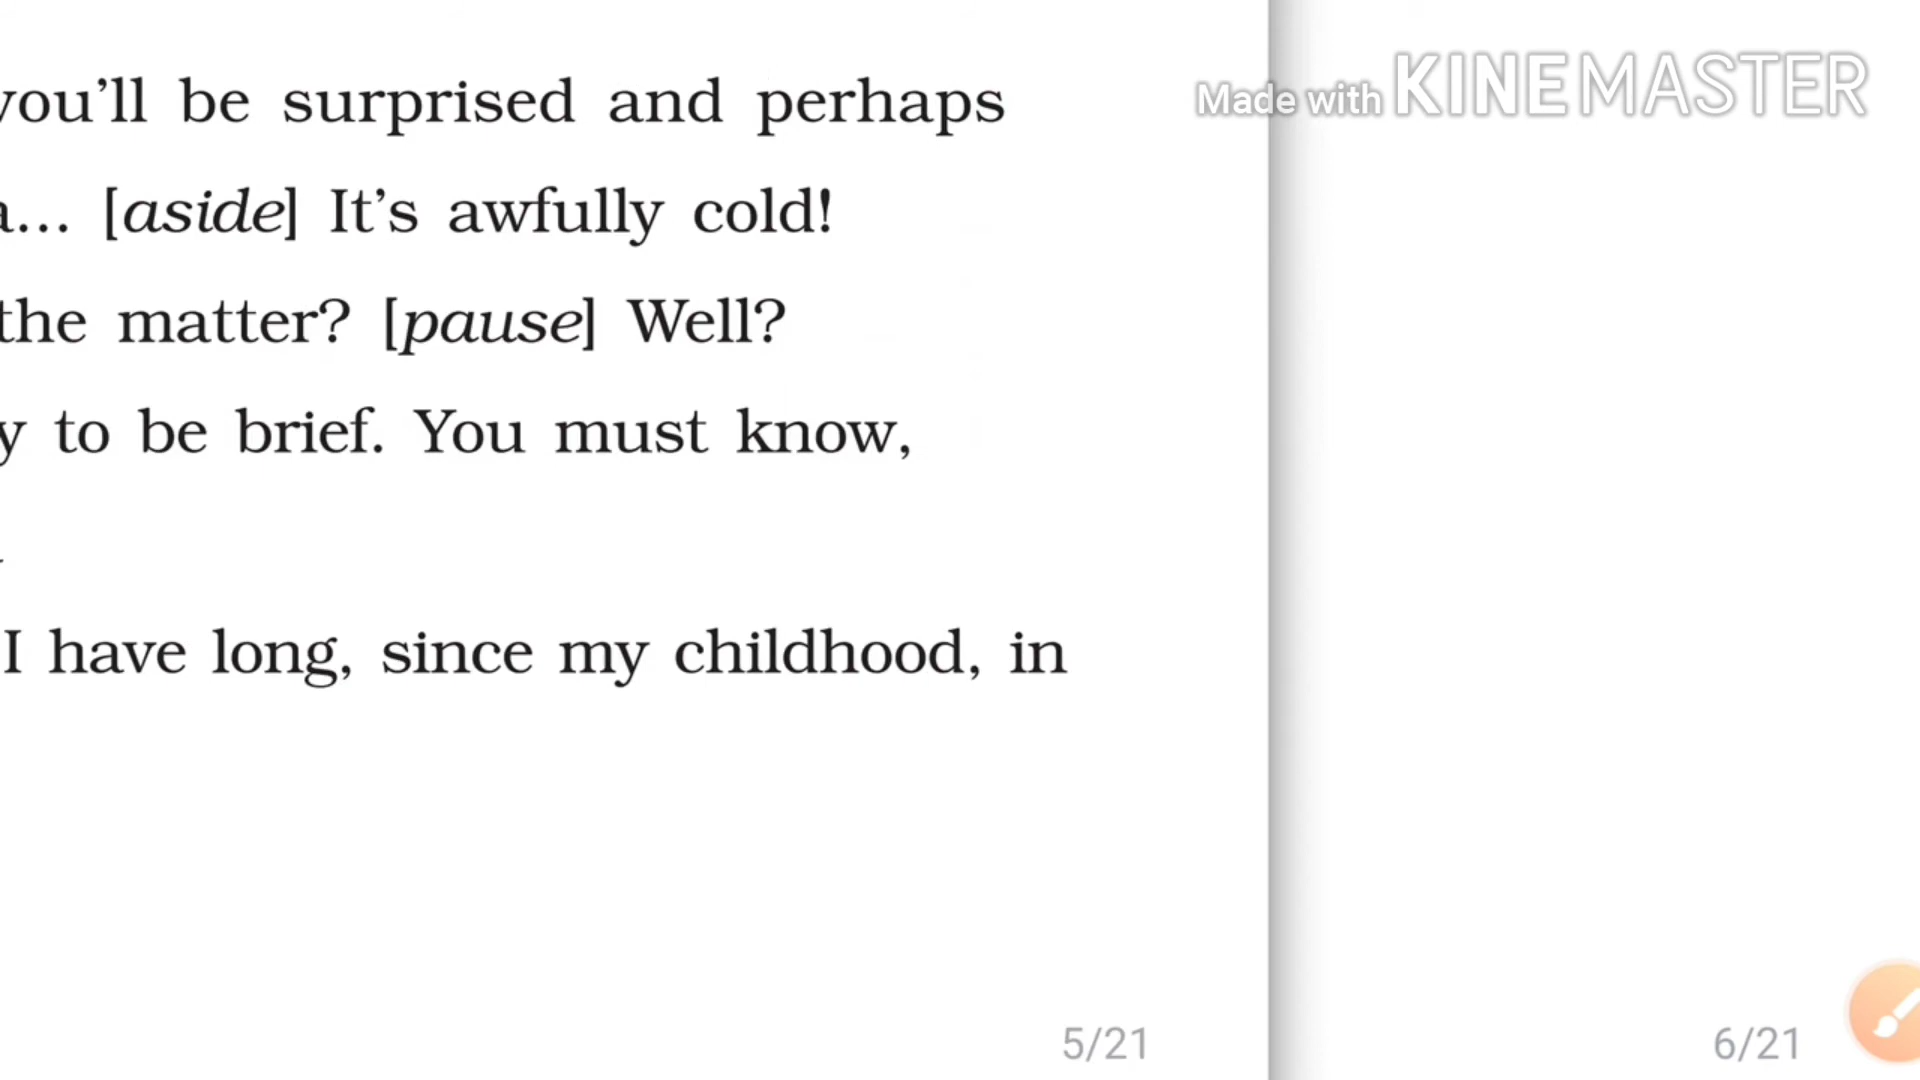 you'll be surprised and perhaps
Made with KINEMASTER
a... [aside] It's awfully cold!
the matter? [pause] Well?
y to be brief. You must know,
I have long, since my childhood, in
5/21
6/21